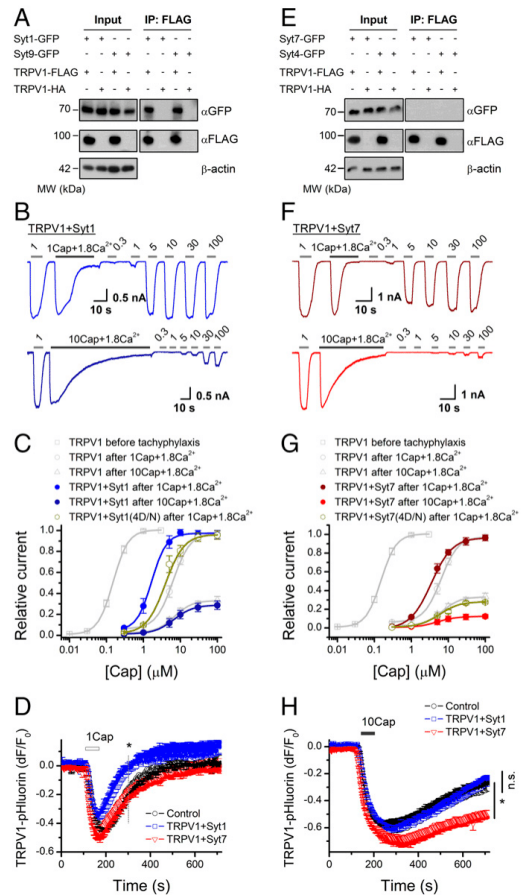 A
Input
IP: FLAG
Syt1-GFP + + - - + + - -
Syt9-GFP - - + + - - + +
TRPV1-FLAG + - + - + - + -
TRPV1-HA - + - + - + - +
70
αGFP
100
αFLAG
42
β-actin
MW (kDa)
E
Input
IP: FLAG
Syt7-GFP + + - - + + - -
Syt4-GFP - - + + - - + +
TRPV1-FLAG + - + - + - + -
TRPV1-HA - + - + - + - +
70
αGFP
100
αFLAG
42
β-actin
MW (kDa)
B
TRPV1+Syt1
1 1Cap+1.8Ca2+ 0.3 1 5 10 30 100
0.5 nA
10 s
1 10Cap+1.8Ca2+ 0.3 1 5 10 30 100
0.5 nA
10 s
F
TRPV1+Syt7
1 1Cap+1.8Ca2+ 0.3 1 5 10 30 100
1 nA
10 s
1 10Cap+1.8Ca2+ 0.3 1 5 10 30 100
1 nA
10 s
C
TRPV1 before tachyphylaxis
TRPV1 after 1Cap+1.8Ca2+
TRPV1 after 10Cap+1.8Ca2+
TRPV1+Syt1 after 1Cap+1.8Ca2+
TRPV1+Syt1 after 10Cap+1.8Ca2+
TRPV1+Syt1(4D/N) after 1Cap+1.8Ca2+
Relative current
1.0
0.8
0.6
0.4
0.2
0.0
0.01 0.1 1 10 100
[Cap] (μM)
G
TRPV1 before tachyphylaxis
TRPV1 after 1Cap+1.8Ca2+
TRPV1 after 10Cap+1.8Ca2+
TRPV1+Syt7 after 1Cap+1.8Ca2+
TRPV1+Syt7 after 10Cap+1.8Ca2+
TRPV1+Syt7(4D/N) after 1Cap+1.8Ca2+
Relative current
1.0
0.8
0.6
0.4
0.2
0.0
0.01 0.1 1 10 100
[Cap] (μM)
D
1Cap
*
TRPV1-pHluorin (dF/F0)
0.2
0.0
-0.2
-0.4
-0.6
Control
TRPV1+Syt1
TRPV1+Syt7
0 200 400 600
Time (s)
H
Control
TRPV1+Syt1
TRPV1+Syt7
10Cap
n.s.
*
TRPV1-pHluorin (dF/F0)
0.0
-0.2
-0.4
-0.6
0 200 400 600
Time (s)